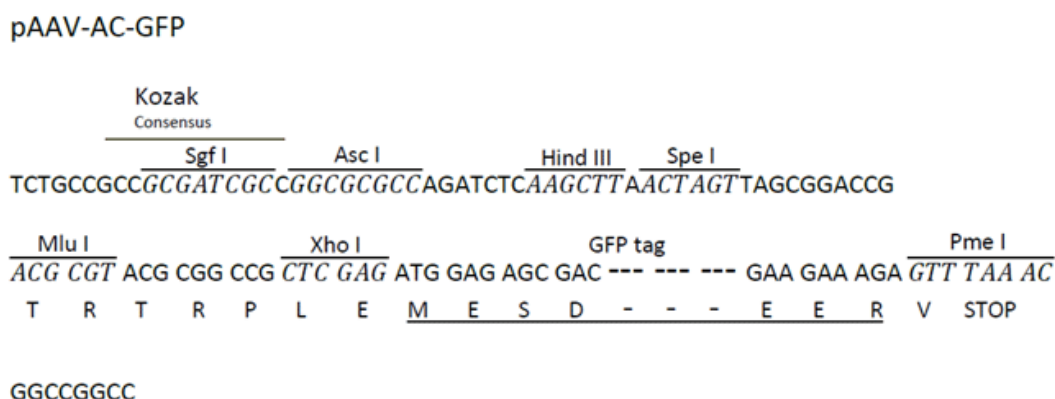 pAAV-AC-GFP
Kozak
Consensus
Sgf I Asc I Hind III Spe I
TCTGCCGCCGCGATCGCCGGCGCGCCAGATCTCAAGCTTAACTAGTTAGCGGACCG
Mlu I Xho I GFP tag Pme I
ACG CGT ACG CGG CCG CTC GAG ATG GAG AGC GAC --- --- --- GAA GAA AGA GTT TAA AC
T R T R P L E M E S D - - - E E R V STOP
GGCCGGCC